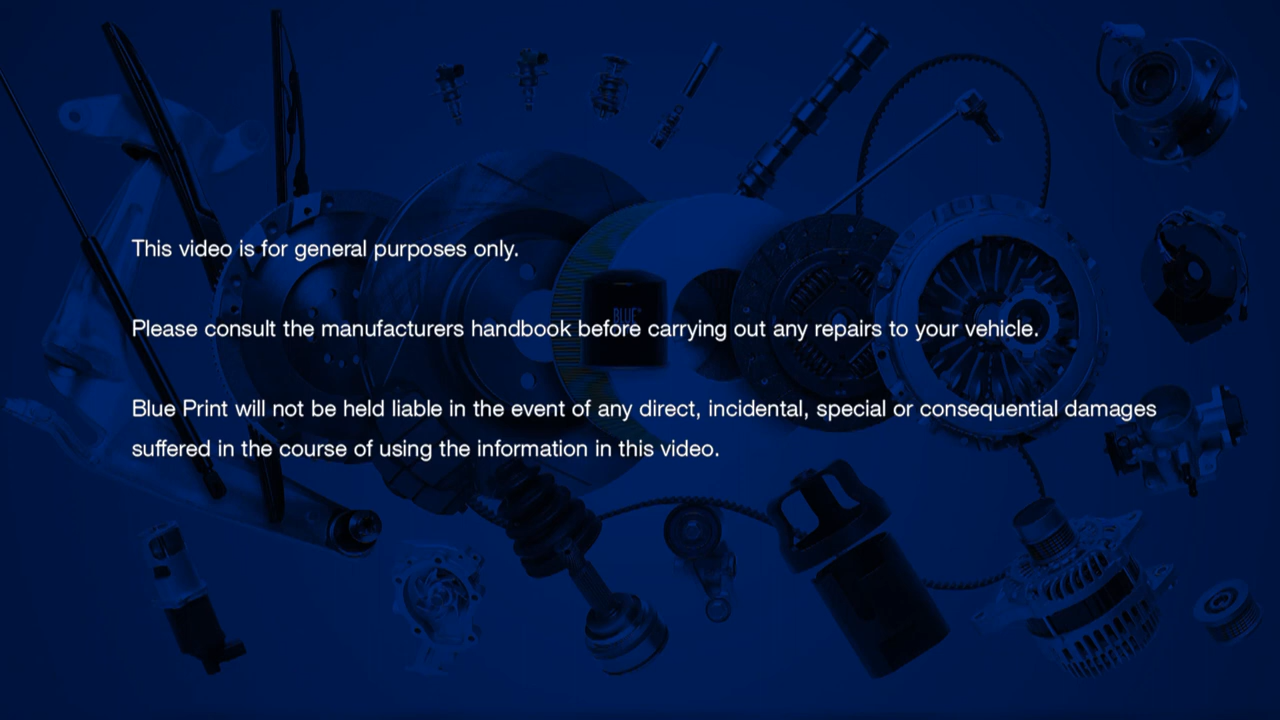 This video is for general purposes only.
Please consult the manufacturers handbook before carrying out any repairs to your vehicle.
BLUE
Blue Print will not be held liable in the event of any direct, incidental, special or consequential damages
suffered in the course of using the information in this video.